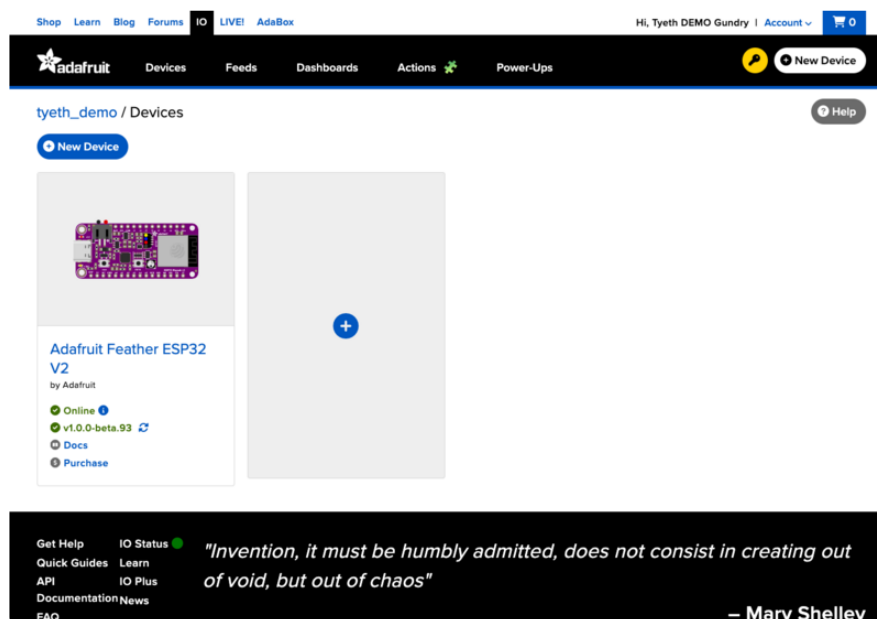 Shop Learn Blog Forums IO LIVE! AdaBox
Hi, Tyeth DEMO Gundry | Account 0
adafruit Devices Feeds Dashboards Actions Power-Ups New Device
tyeth_demo / Devices
Help
New Device
Adafruit Feather ESP32
V2
by Adafruit
Online
v1.0.0-beta.93
Docs
Purchase
Get Help
Quick Guides
API
Documentation
FAQ
IO Status
Learn
IO Plus
News
"Invention, it must be humbly admitted, does not consist in creating out
of void, but out of chaos"
– Mary Shelley